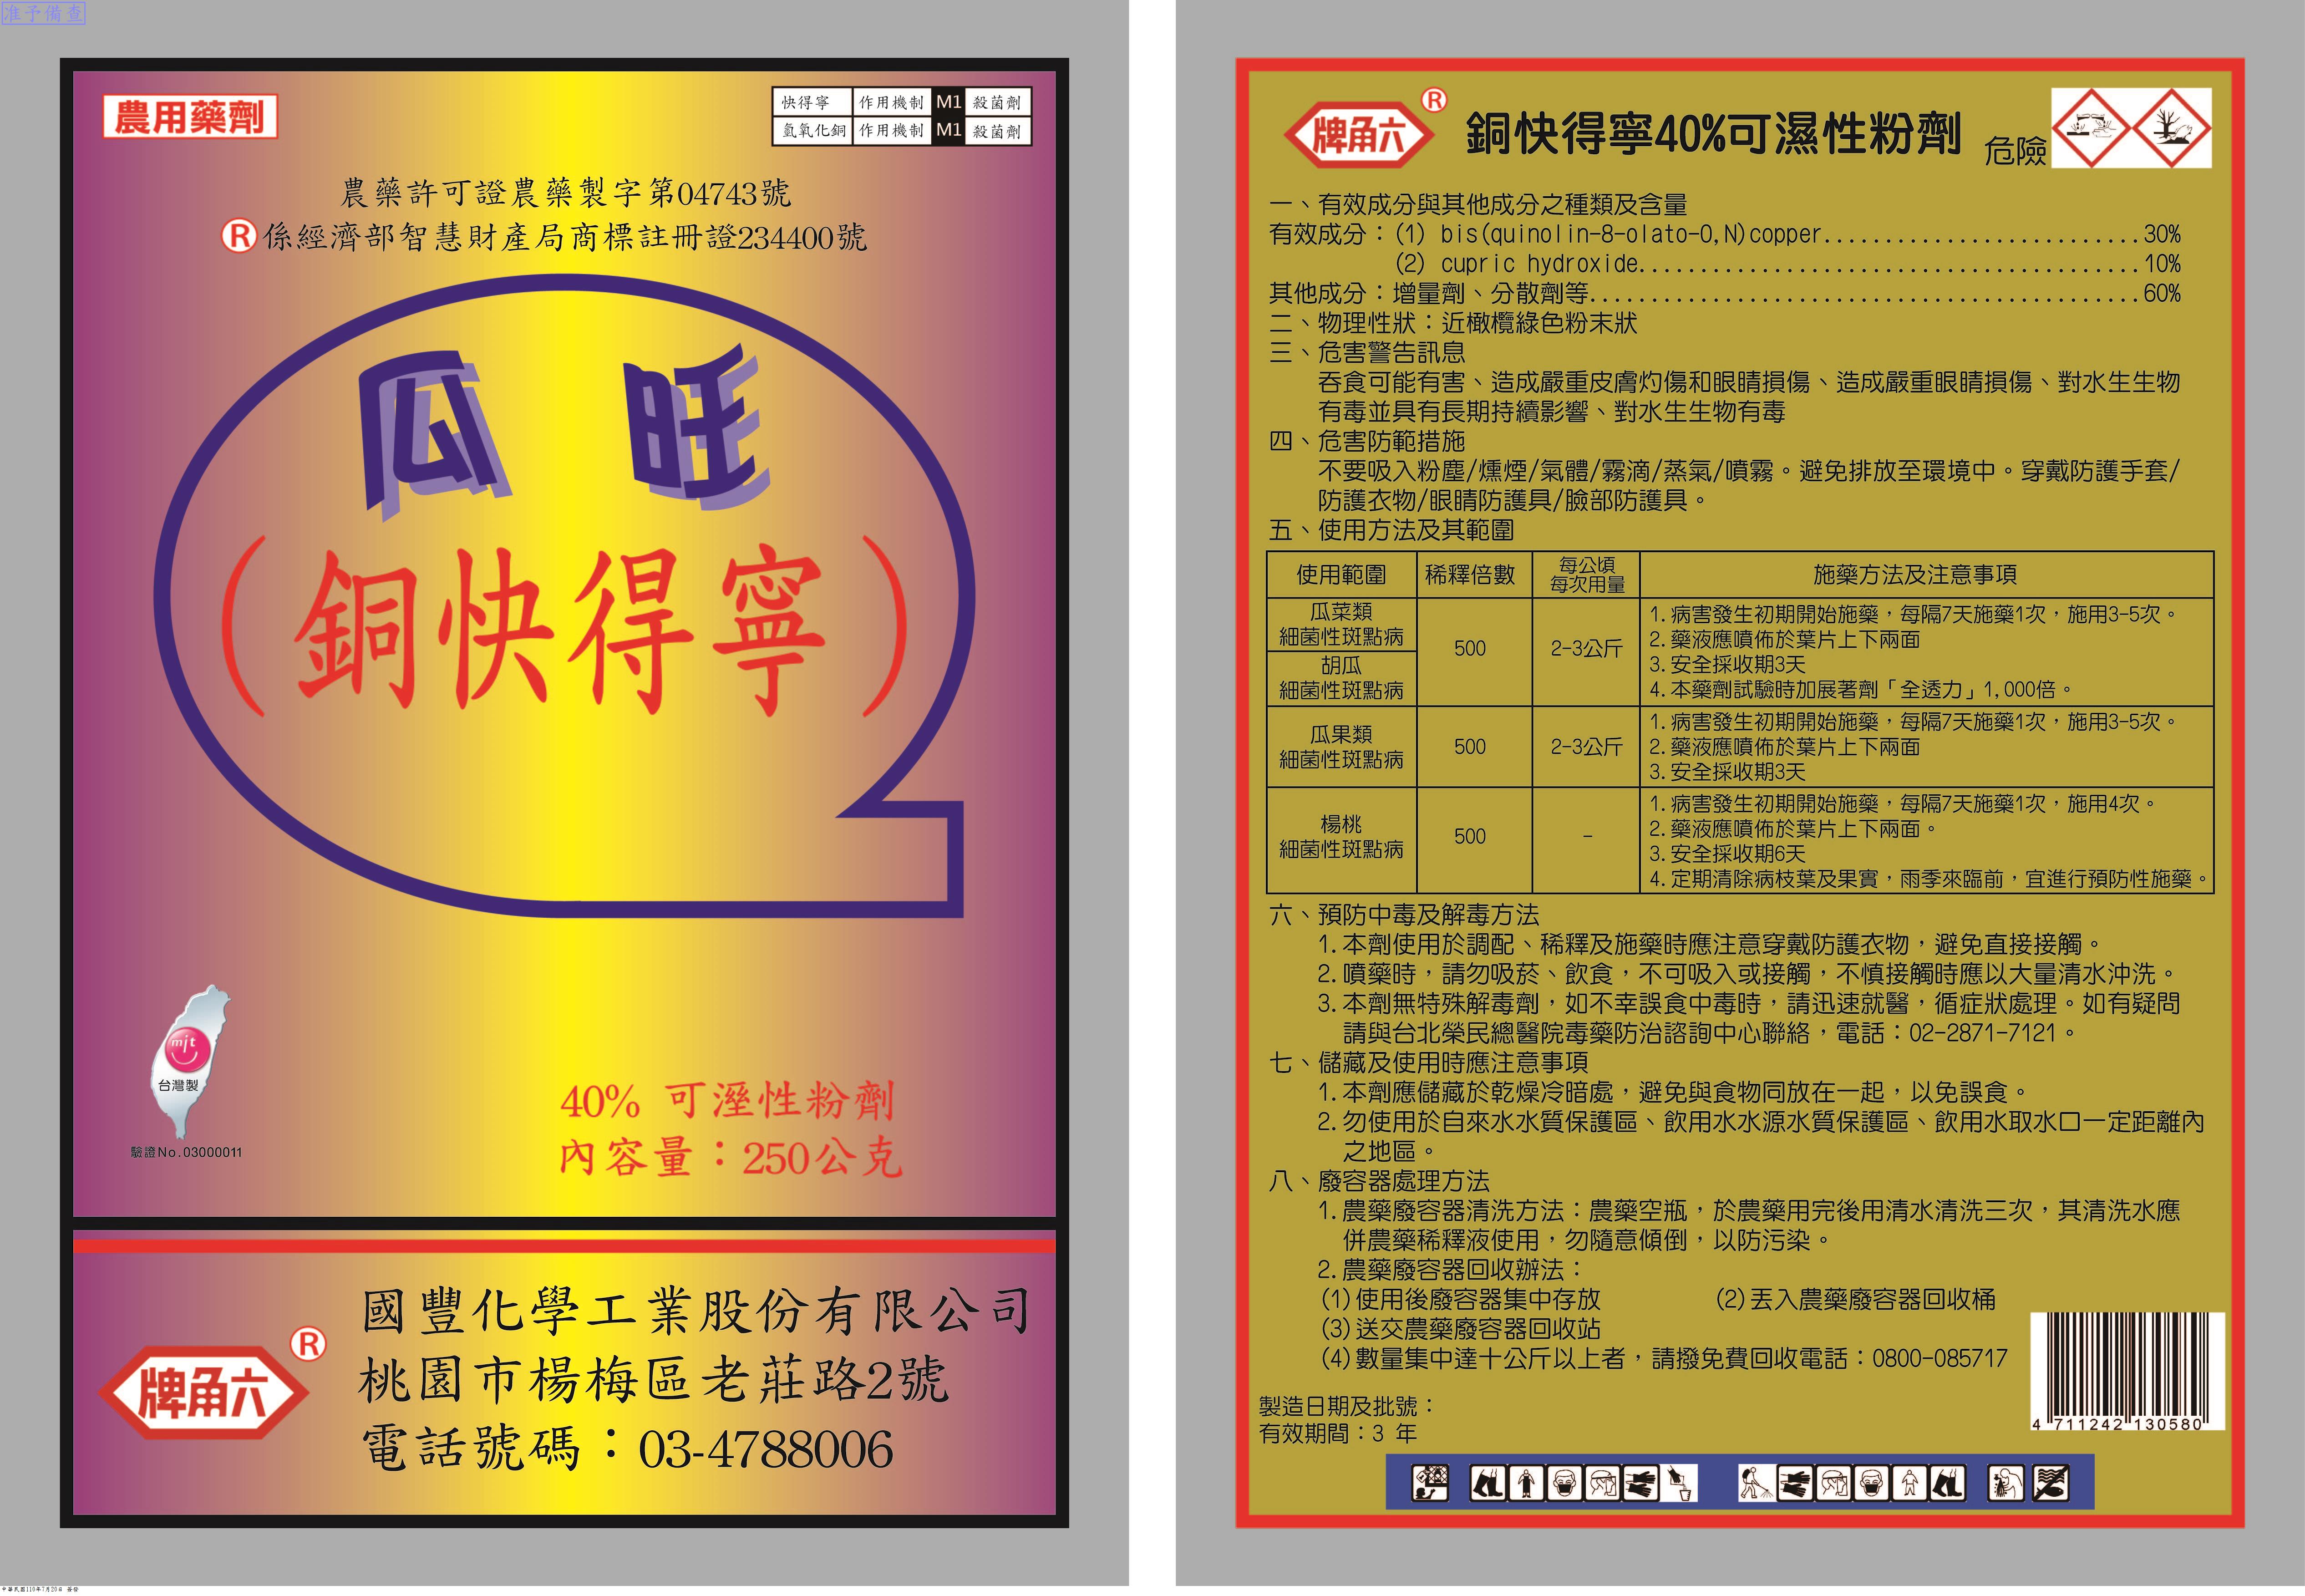 准予備查
農用藥劑
快得寧 作用機制 M1 殺菌劑
氫氧化銅 作用機制 M1 殺菌劑
農藥許可證農藥製字第04743號
®係經濟部智慧財產局商標註冊證234400號
瓜旺
(銅快得寧)
mit
台灣製
驗證No.03000011
40% 可溼性粉劑
內容量：250公克
國豐化學工業股份有限公司
桃園市楊梅區老莊路2號
電話號碼：03-4788006
牌角六®
中華民國110年7月20日 簽發
牌角六® 銅快得寧40%可濕性粉劑 危險
一、有效成分與其他成分之種類及含量
有效成分：(1) bis(quinolin-8-olato-O,N)copper..........................30%
(2) cupric hydroxide.........................................10%
其他成分：增量劑、分散劑等.............................................60%
二、物理性狀：近橄欖綠色粉末狀
三、危害警告訊息
吞食可能有害、造成嚴重皮膚灼傷和眼睛損傷、造成嚴重眼睛損傷、對水生生物
有毒並具有長期持續影響、對水生生物有毒
四、危害防範措施
不要吸入粉塵/燻煙/氣體/霧滴/蒸氣/噴霧。避免排放至環境中。穿戴防護手套/
防護衣物/眼睛防護具/臉部防護具。
五、使用方法及其範圍
使用範圍 稀釋倍數 每公頃每次用量 施藥方法及注意事項
瓜菜類
細菌性斑點病
胡瓜
細菌性斑點病
500
2-3公斤
1.病害發生初期開始施藥，每隔7天施藥1次，施用3-5次。
2.藥液應噴佈於葉片上下兩面
3.安全採收期3天
4.本藥劑試驗時加展著劑「全透力」1,000倍。
瓜果類
細菌性斑點病
500
2-3公斤
1.病害發生初期開始施藥，每隔7天施藥1次，施用3-5次。
2.藥液應噴佈於葉片上下兩面
3.安全採收期3天
楊桃
細菌性斑點病
500
-
1.病害發生初期開始施藥，每隔7天施藥1次，施用4次。
2.藥液應噴佈於葉片上下兩面。
3.安全採收期6天
4.定期清除病枝葉及果實，雨季來臨前，宜進行預防性施藥。
六、預防中毒及解毒方法
1.本劑使用於調配、稀釋及施藥時應注意穿戴防護衣物，避免直接接觸。
2.噴藥時，請勿吸菸、飲食，不可吸入或接觸，不慎接觸時應以大量清水沖洗。
3.本劑無特殊解毒劑，如不幸誤食中毒時，請迅速就醫，循症狀處理。如有疑問
請與台北榮民總醫院毒藥防治諮詢中心聯絡，電話：02-2871-7121。
七、儲藏及使用時應注意事項
1.本劑應儲藏於乾燥冷暗處，避免與食物同放在一起，以免誤食。
2.勿使用於自來水水質保護區、飲用水水源水質保護區、飲用水取水口一定距離內
之地區。
八、廢容器處理方法
1.農藥廢容器清洗方法：農藥空瓶，於農藥用完後用清水清洗三次，其清洗水應
併農藥稀釋液使用，勿隨意傾倒，以防污染。
2.農藥廢容器回收辦法：
(1)使用後廢容器集中存放 (2)丟入農藥廢容器回收桶
(3)送交農藥廢容器回收站
(4)數量集中達十公斤以上者，請撥免費回收電話：0800-085717
製造日期及批號：
有效期間：3 年
4 711242 130580